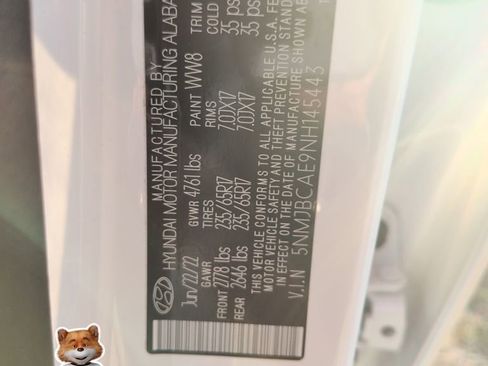 MANUFACTURED BY
HYUNDAI MOTOR MANUFACTURING ALABA
Jun/22/22
GVWR 4761 lbs
PAINT WW8
TRIM
GAWR
TIRES
RIMS
COLD
FRONT 2778 lbs
235/65R17
7.0JX17
35 ps
REAR 2646 lbs
235/65R17
7.0JX17
35 ps
THIS VEHICLE CONFORMS TO ALL APPLICABLE U.S.A. FE
MOTOR VEHICLE SAFETY AND THEFT PREVENTION STAND
IN EFFECT ON THE DATE OF MANUFACTURE SHOWN AB
V.I.N 5NMJBCAE9NH145443